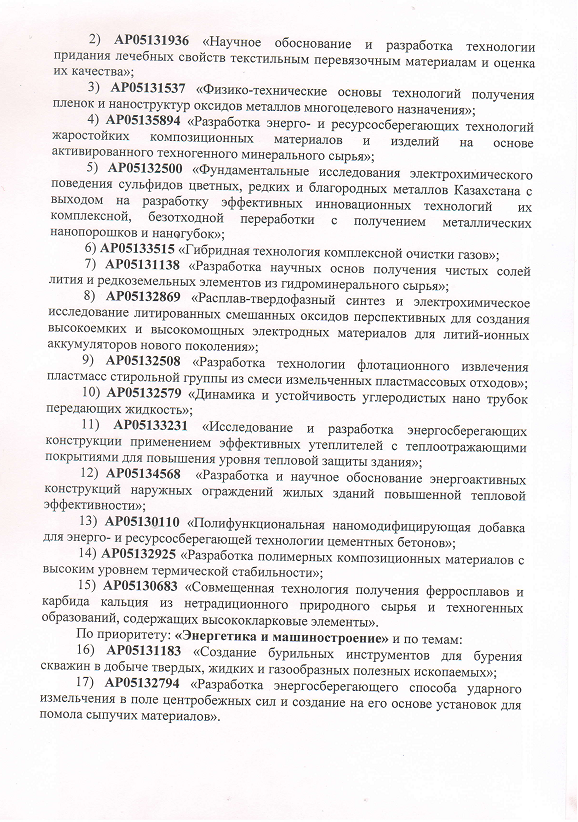 2) AP05131936 «Научное обоснование и разработка технологии
придания лечебных свойств текстильным перевязочным материалам и оценка
их качества»;
3) AP05131537 «Физико-технические основы технологий получения
пленок и наноструктур оксидов металлов многоцелевого назначения»;
4) AP05135894 «Разработка энерго- и ресурсосберегающих технологий
жаростойких композиционных материалов и изделий на основе
активированного техногенного минерального сырья»;
5) AP05132500 «Фундаментальные исследования электрохимического
поведения сульфидов цветных, редких и благородных металлов Казахстана с
выходом на разработку эффективных инновационных технологий их
комплексной, безотходной переработки с получением металлических
нанопорошков и наногубок»;
6) AP05133515 «Гибридная технология комплексной очистки газов»;
7) AP05131138 «Разработка научных основ получения чистых солей
лития и редкоземельных элементов из гидроминерального сырья»;
8) AP05132869 «Расплав-твердофазный синтез и электрохимическое
исследование литированных смешанных оксидов перспективных для создания
высокоемких и высокомощных электродных материалов для литий-ионных
аккумуляторов нового поколения»;
9) AP05132508 «Разработка технологии флотационного извлечения
пластмасс стирольной группы из смеси измельченных пластмассовых отходов»;
10) AP05132579 «Динамика и устойчивость углеродистых нано трубок
передающих жидкость»;
11) AP05133231 «Исследование и разработка энергосберегающих
конструкции применением эффективных утеплителей с теплоотражающими
покрытиями для повышения уровня тепловой защиты здания»;
12) AP05134568 «Разработка и научное обоснование энергоактивных
конструкций наружных ограждений жилых зданий повышенной тепловой
эффективности»;
13) AP05130110 «Полифункциональная наномодифицирующая добавка
для энерго- и ресурсосберегающей технологии цементных бетонов»;
14) AP05132925 «Разработка полимерных композиционных материалов с
высоким уровнем термической стабильности»;
15) AP05130683 «Совмещенная технология получения ферросплавов и
карбида кальция из нетрадиционного природного сырья и техногенных
образований, содержащих высококларковые элементы».
По приоритету: «Энергетика и машиностроение» и по темам:
16) AP05131183 «Создание бурильных инструментов для бурения
скважин в добыче твердых, жидких и газообразных полезных ископаемых»;
17) AP05132794 «Разработка энергосберегающего способа ударного
измельчения в поле центробежных сил и создание на его основе установок для
помола сыпучих материалов».